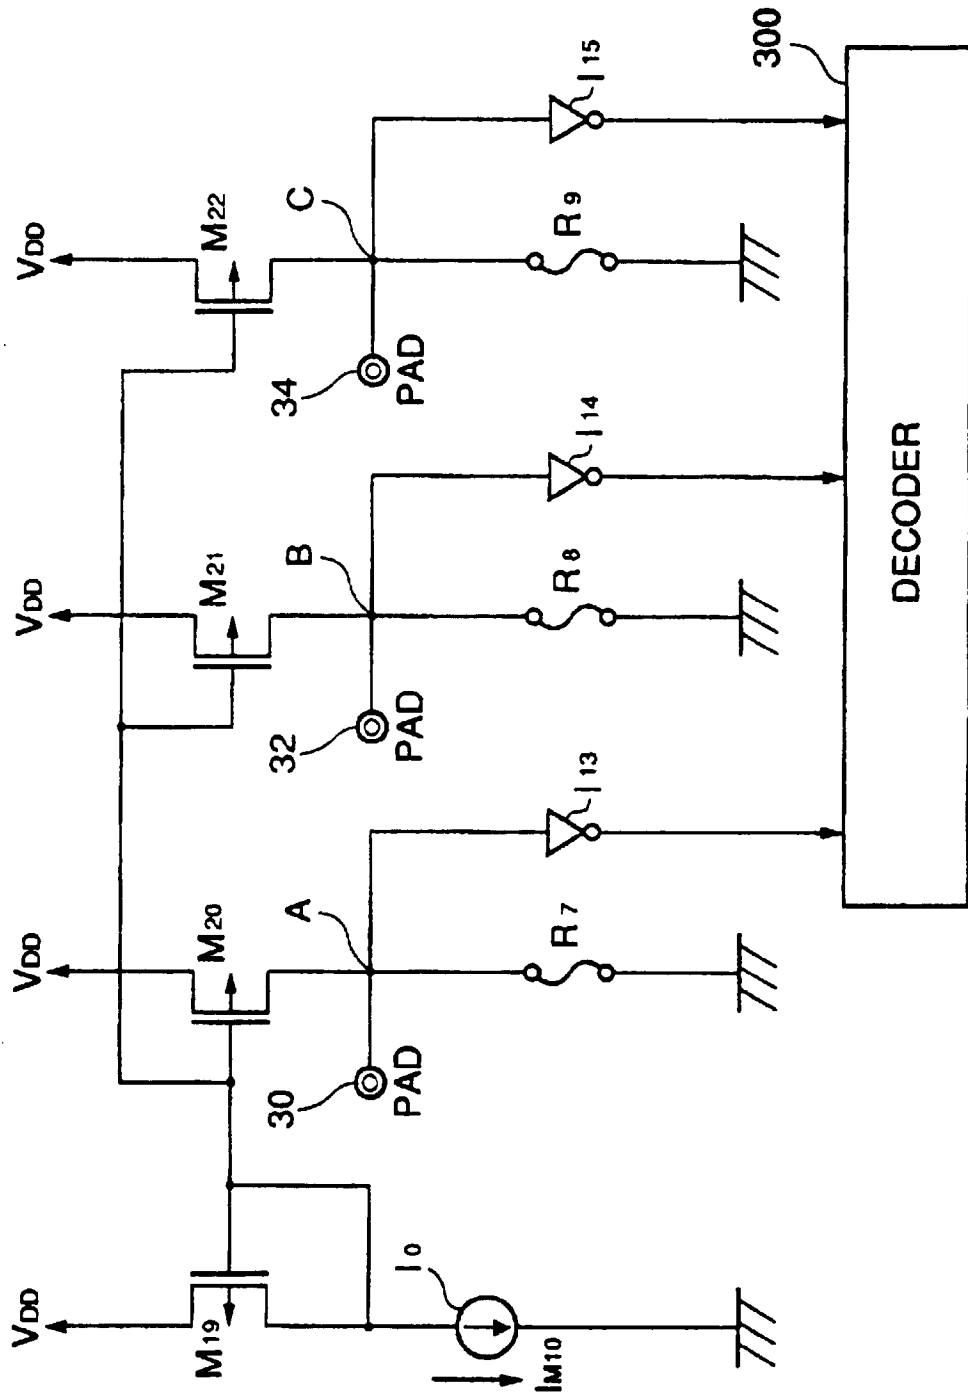 VDD
VDD
VDD
VDD
M19
M20
M21
M22
A
B
C
30
PAD
32
PAD
34
PAD
I0
IM10
R7
R8
R9
I13
I14
I15
300
DECODER